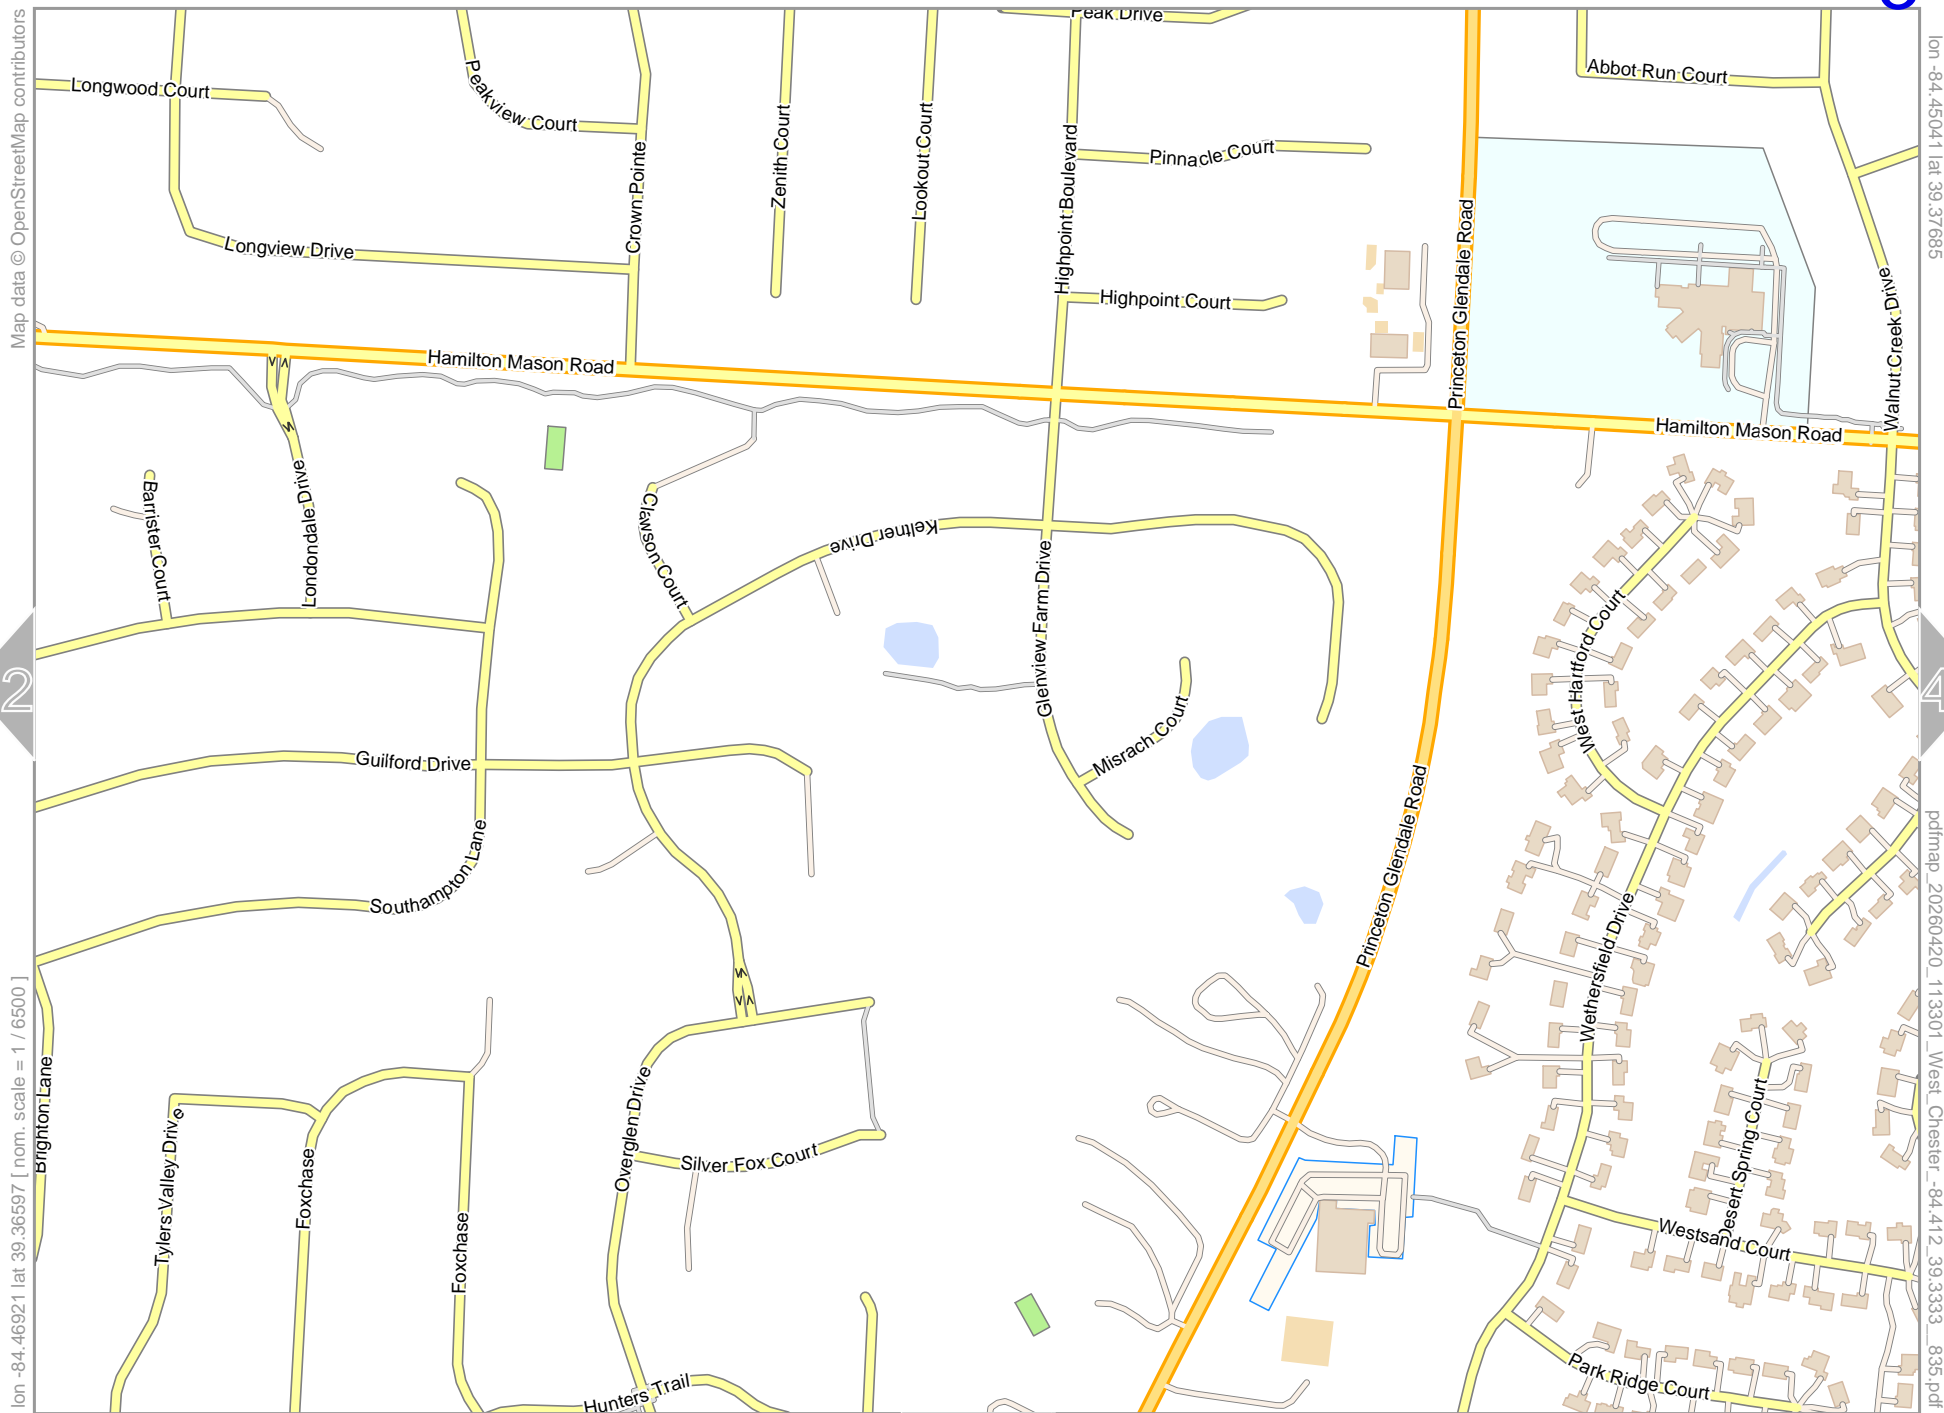 Peak Drive
Abbot Run Court
Longwood Court
Peakview Court
Crown Pointe
Zenith Court
Lookout Court
Highpoint Boulevard
Pinnacle Court
Princeton Glendale Road
Longview Drive
Highpoint Court
Walnut Creek Drive
Hamilton Mason Road
Hamilton Mason Road
Barrister Court
Londondale Drive
Clawson Court
Keltner Drive
Glenview Farm Drive
West Hartford Court
Misrach Court
Guilford Drive
Southampton Lane
Princeton Glendale Road
Wethersfield Drive
Brighton Lane
Tylers Valley Drive
Foxchase
Foxchase
Overglen Drive
Silver Fox Court
Desert Spring Court
Westsand Court
Park Ridge Court
Hunters Trail
2
4
Map data © OpenStreetMap contributors
lon -84.46921 lat 39.36597 [ nom. scale = 1 / 6500 ]
lon -84.45041 lat 39.37685
pdfmap_20260420_113301_West_Chester_-84.412_39.3333__835.pdf